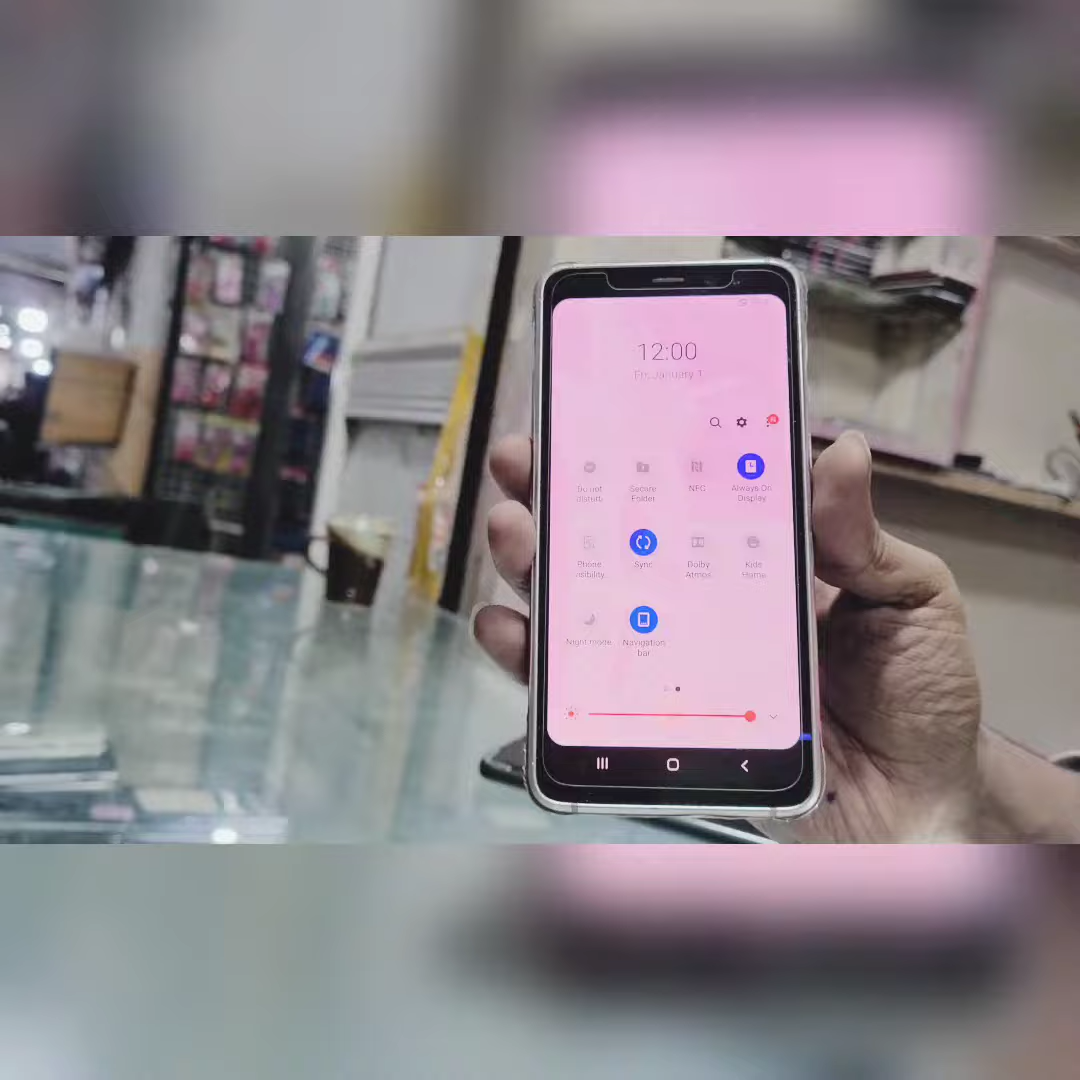 12:00
Fri, January 1
Do not
disturb
Secure
Folder
NFC
Always On
Display
Phone
visibility
Sync
Dolby
Atmos
Kids
Home
Night mode
Navigation
bar